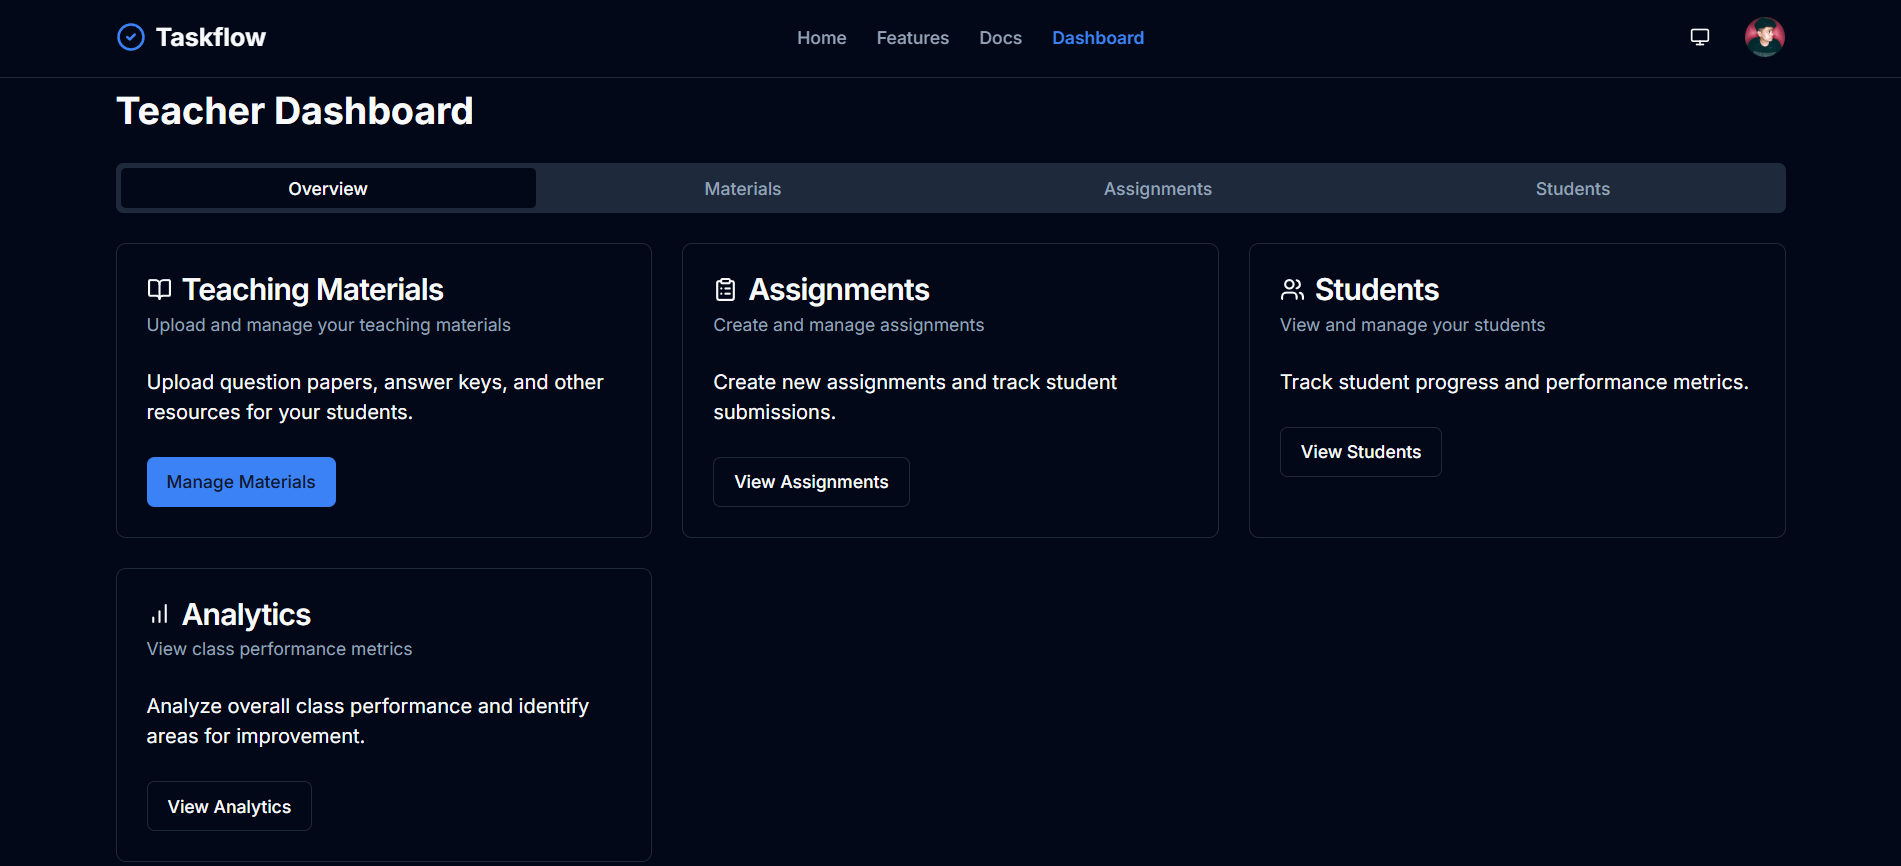 Taskflow
Home Features Docs Dashboard
Teacher Dashboard
Overview Materials Assignments Students
Teaching Materials
Upload and manage your teaching materials
Upload question papers, answer keys, and other
resources for your students.
Manage Materials
Assignments
Create and manage assignments
Create new assignments and track student
submissions.
View Assignments
Students
View and manage your students
Track student progress and performance metrics.
View Students
Analytics
View class performance metrics
Analyze overall class performance and identify
areas for improvement.
View Analytics